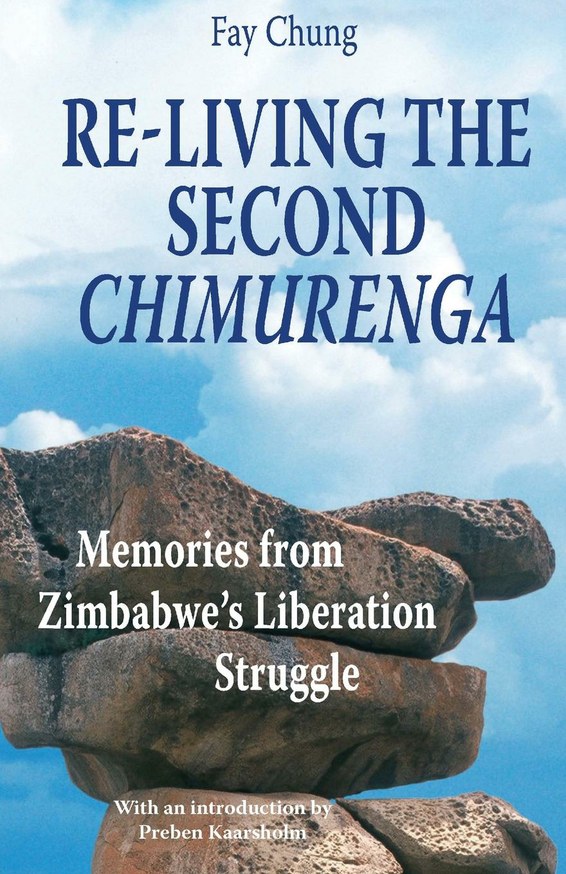 Fay Chung
RE-LIVING THE
SECOND
CHIMURENGA
Memories from
Zimbabwe's Liberation
Struggle
With an introduction by
Preben Kaarsholm